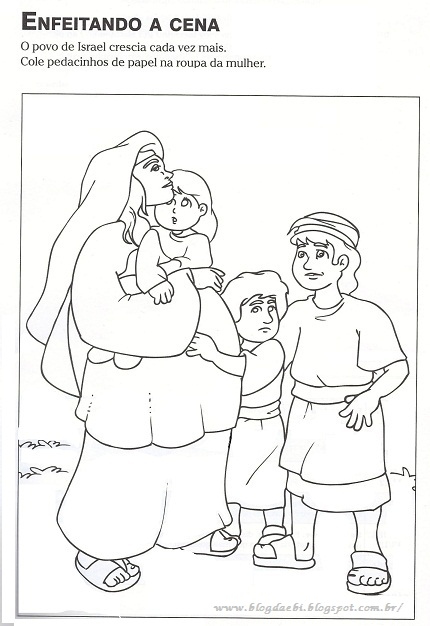 ENFEITANDO A CENA
O povo de Israel crescia cada vez mais.
Cole pedacinhos de papel na roupa da mulher.
www.blogdaebi.blogspot.com.br/